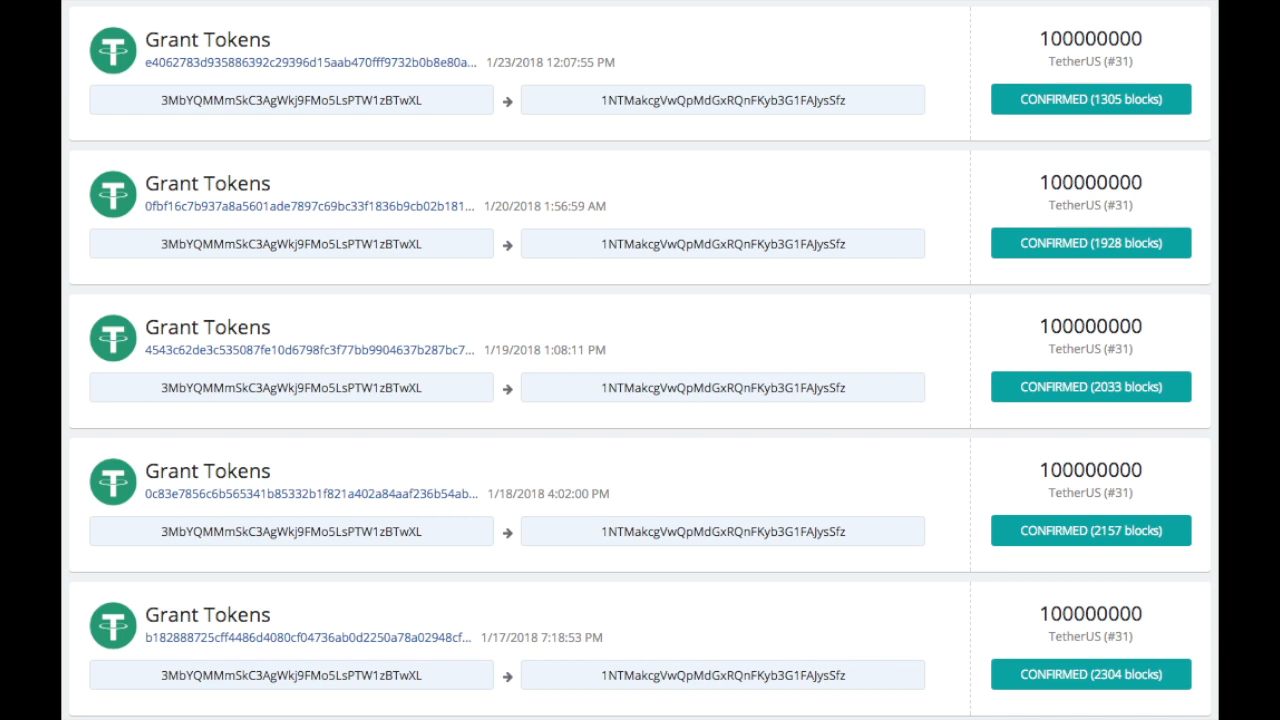 Grant Tokens
e4062783d935886392c29396d15aab470fff9732b0b8e80a... 1/23/2018 12:07:55 PM
3MbYQMMmSkC3AgWkj9FMo5LsPTW1zBTwXL → 1NTMakcgVwQpMdGxRQnFKyb3G1FAJysSfz
100000000
TetherUS (#31)
CONFIRMED (1305 blocks)
Grant Tokens
0fbf16c7b937a8a5601ade7897c69bc33f1836b9cb02b181... 1/20/2018 1:56:59 AM
3MbYQMMmSkC3AgWkj9FMo5LsPTW1zBTwXL → 1NTMakcgVwQpMdGxRQnFKyb3G1FAJysSfz
100000000
TetherUS (#31)
CONFIRMED (1928 blocks)
Grant Tokens
4543c62de3c535087fe10d6798fc3f77bb9904637b287bc7... 1/19/2018 1:08:11 PM
3MbYQMMmSkC3AgWkj9FMo5LsPTW1zBTwXL → 1NTMakcgVwQpMdGxRQnFKyb3G1FAJysSfz
100000000
TetherUS (#31)
CONFIRMED (2033 blocks)
Grant Tokens
0c83e7856c6b565341b85332b1f821a402a84aaf236b54ab... 1/18/2018 4:02:00 PM
3MbYQMMmSkC3AgWkj9FMo5LsPTW1zBTwXL → 1NTMakcgVwQpMdGxRQnFKyb3G1FAJysSfz
100000000
TetherUS (#31)
CONFIRMED (2157 blocks)
Grant Tokens
b182888725cff4486d4080cf04736ab0d2250a78a02948cf... 1/17/2018 7:18:53 PM
3MbYQMMmSkC3AgWkj9FMo5LsPTW1zBTwXL → 1NTMakcgVwQpMdGxRQnFKyb3G1FAJysSfz
100000000
TetherUS (#31)
CONFIRMED (2304 blocks)